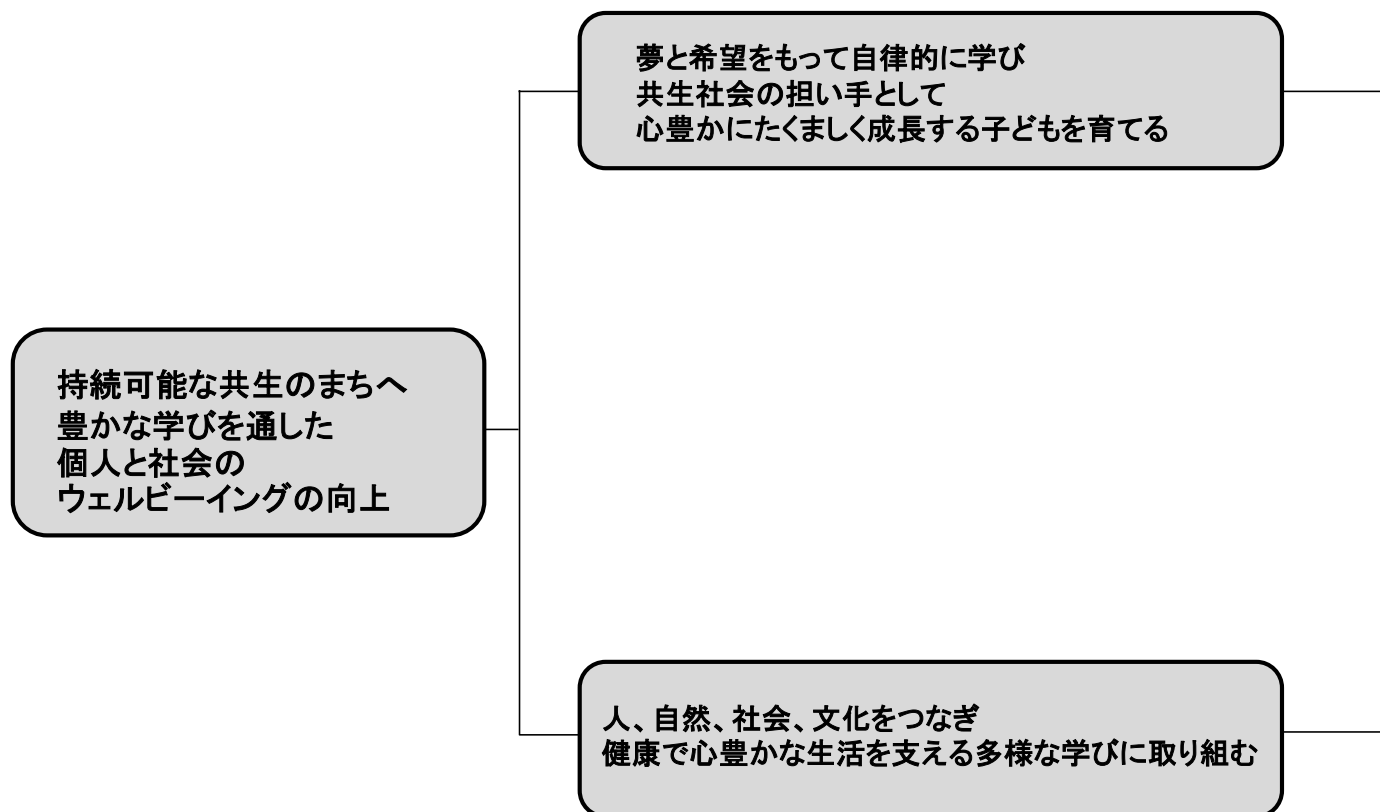 夢と希望をもって自律的に学び
共生社会の担い手として
心豊かにたくましく成長する子どもを育てる
持続可能な共生のまちへ
豊かな学びを通した
個人と社会の
ウェルビーイングの向上
人、自然、社会、文化をつなぎ
健康で心豊かな生活を支える多様な学びに取り組む